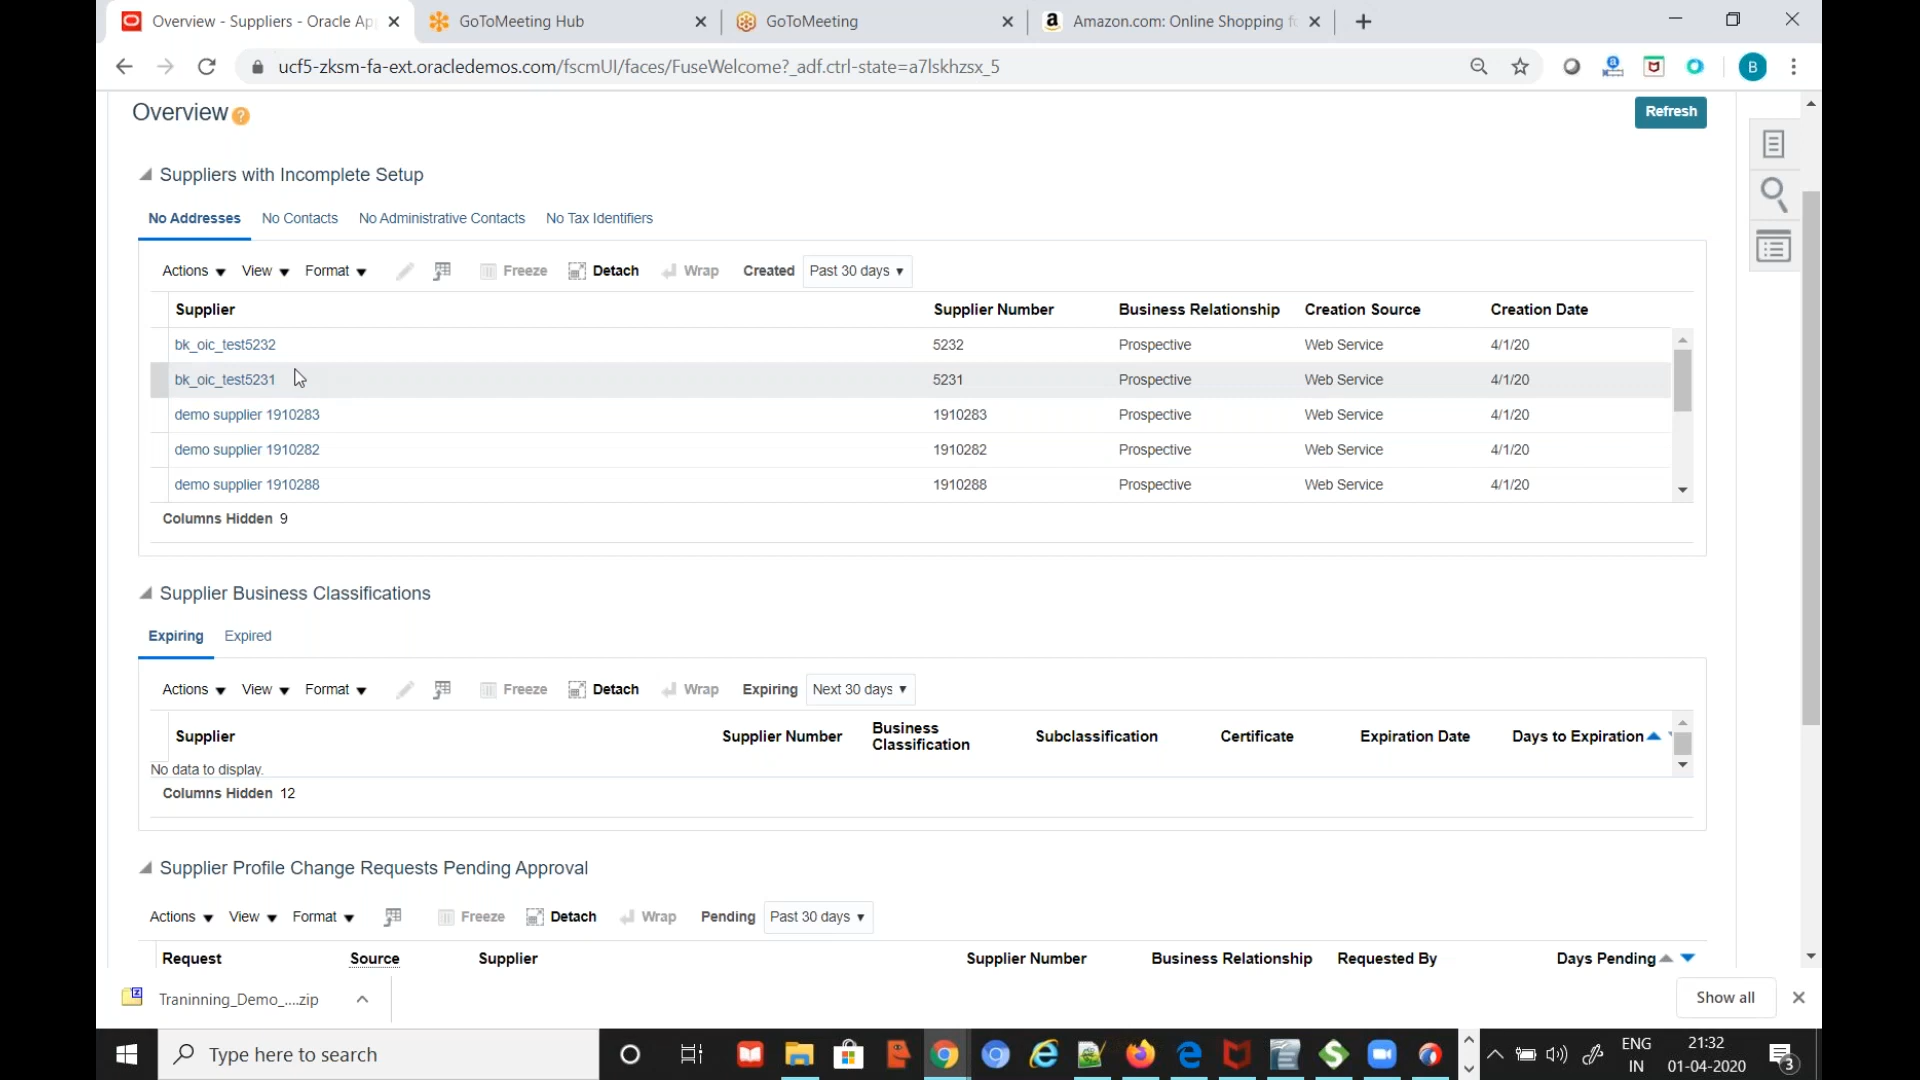 Overview - Suppliers - Oracle Ap
GoToMeeting Hub
GoToMeeting
Amazon.com: Online Shopping f
ucf5-zksm-fa-ext.oracledemos.com/fscmUI/faces/FuseWelcome?_adf.ctrl-state=a7lskhzsx_5
B
Overview ?
Refresh
Suppliers with Incomplete Setup
No Addresses No Contacts No Administrative Contacts No Tax Identifiers
Actions View Format Freeze Detach Wrap Created Past 30 days
Supplier Supplier Number Business Relationship Creation Source Creation Date
bk_oic_test5232 5232 Prospective Web Service 4/1/20
bk_oic_test5231 5231 Prospective Web Service 4/1/20
demo supplier 1910283 1910283 Prospective Web Service 4/1/20
demo supplier 1910282 1910282 Prospective Web Service 4/1/20
demo supplier 1910288 1910288 Prospective Web Service 4/1/20
Columns Hidden 9
Supplier Business Classifications
Expiring Expired
Actions View Format Freeze Detach Wrap Expiring Next 30 days
Supplier Supplier Number Business Classification Subclassification Certificate Expiration Date Days to Expiration
No data to display.
Columns Hidden 12
Supplier Profile Change Requests Pending Approval
Actions View Format Freeze Detach Wrap Pending Past 30 days
Request Source Supplier Supplier Number Business Relationship Requested By Days Pending
Traninning_Demo_....zip
Show all
Type here to search
ENG
IN
21:32
01-04-2020
3